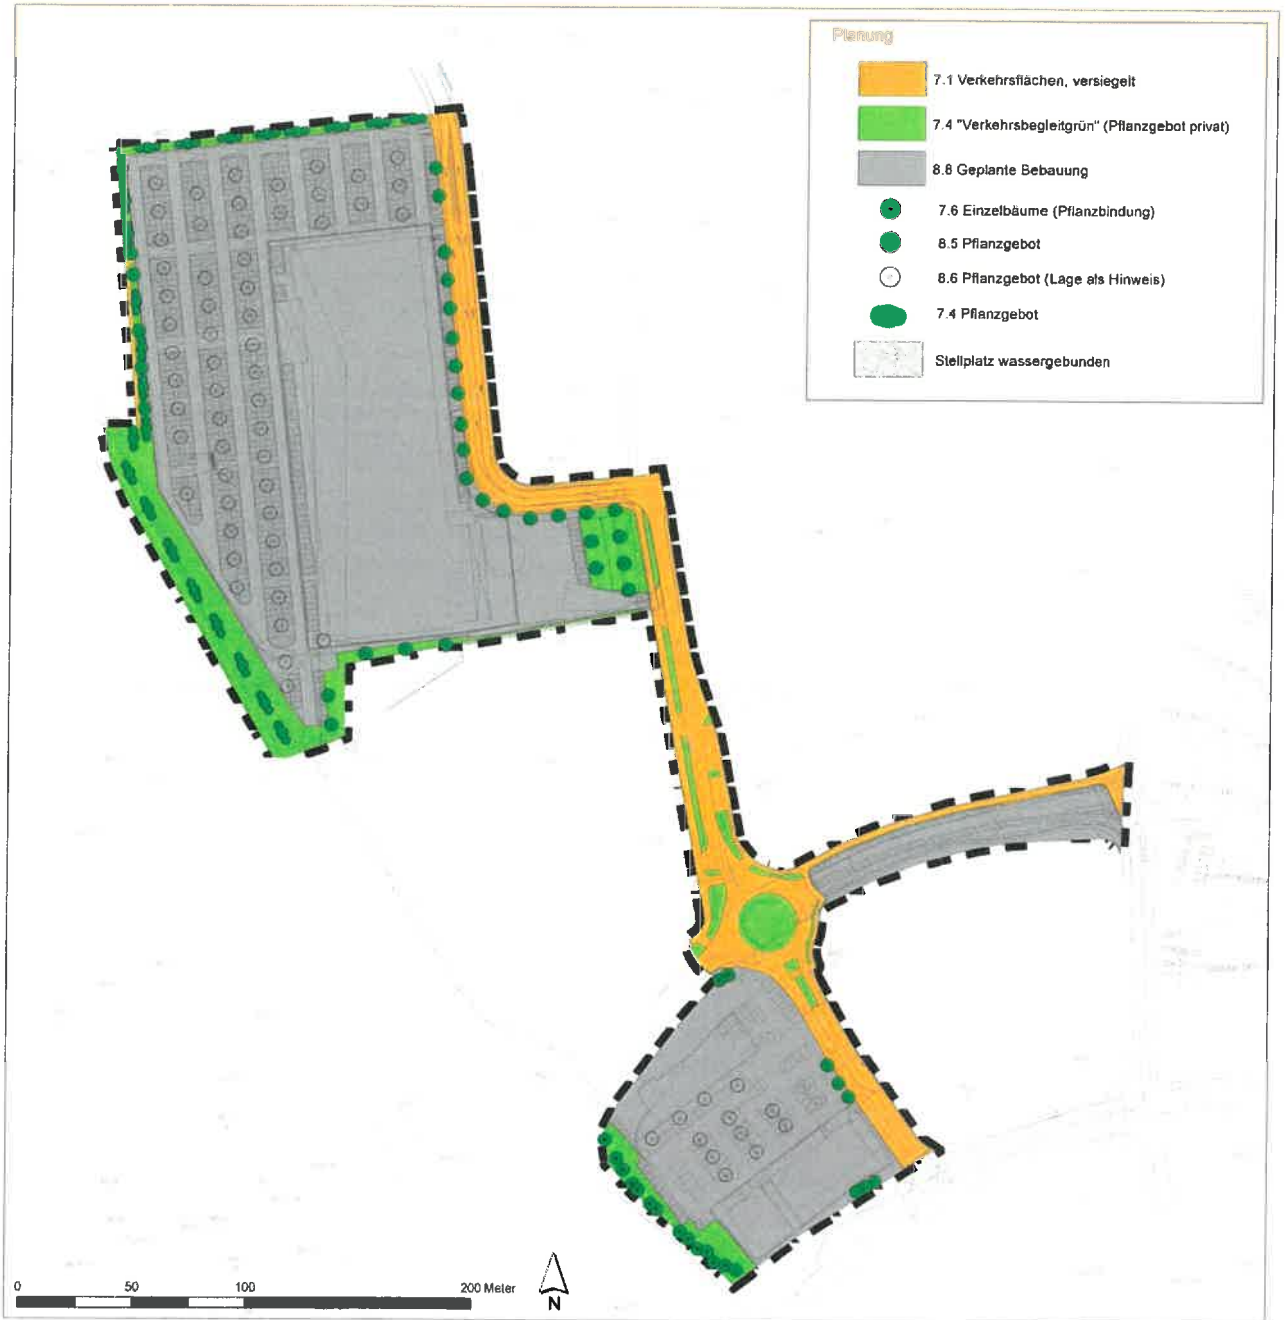 Planung
7.1 Verkehrsflächen, versiegelt
7.4 "Verkehrsbegleitgrün" (Pflanzgebot privat)
8.8 Geplante Bebauung
7.6 Einzelbäume (Pflanzbindung)
8.5 Pflanzgebot
8.6 Pflanzgebot (Lage als Hinweis)
7.4 Pflanzgebot
Stellplatz wassergebunden
0 50 100 200 Meter
N